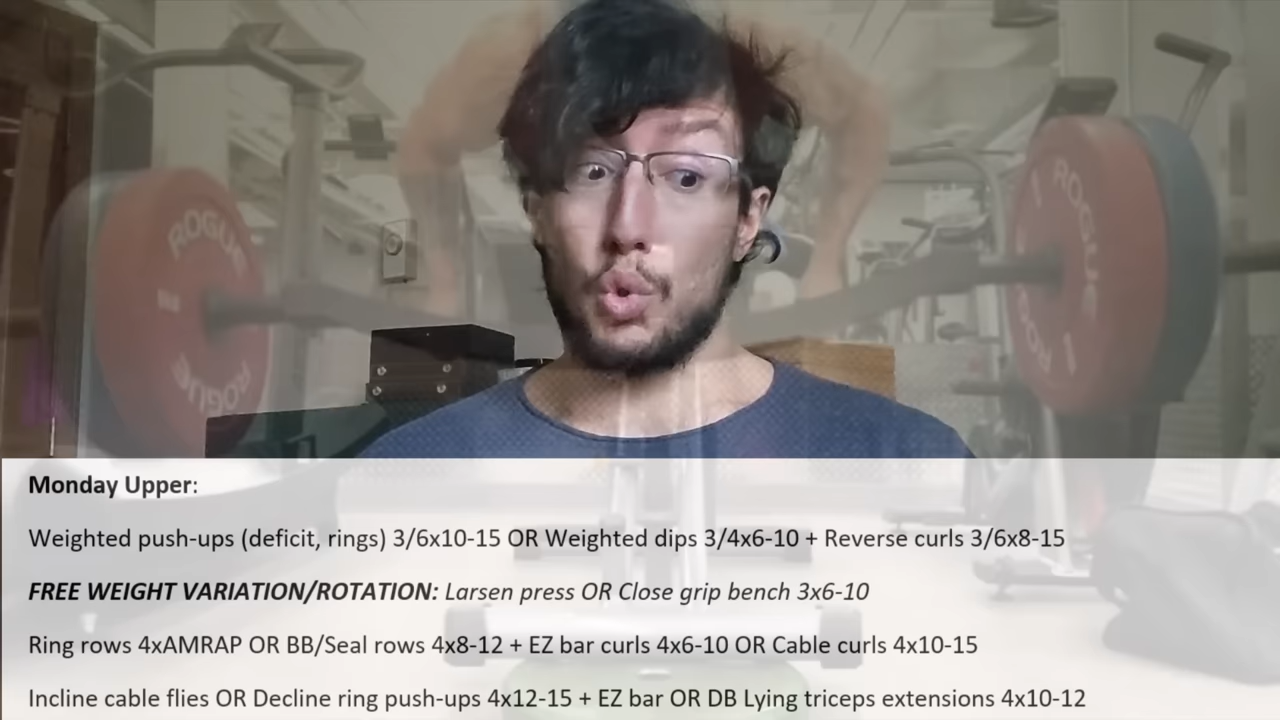 ROGUE
ROGUE
ROGUE
Monday Upper:
Weighted push-ups (deficit, rings) 3/6x10-15 OR Weighted dips 3/4x6-10 + Reverse curls 3/6x8-15
FREE WEIGHT VARIATION/ROTATION: Larsen press OR Close grip bench 3x6-10
Ring rows 4xAMRAP OR BB/Seal rows 4x8-12 + EZ bar curls 4x6-10 OR Cable curls 4x10-15
Incline cable flies OR Decline ring push-ups 4x12-15 + EZ bar OR DB Lying triceps extensions 4x10-12